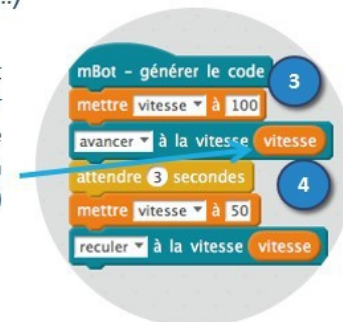 mBot - générer le code
3
mettre vitesse à 100
avancer à la vitesse vitesse
attendre 3 secondes
4
mettre vitesse à 50
reculer à la vitesse vitesse